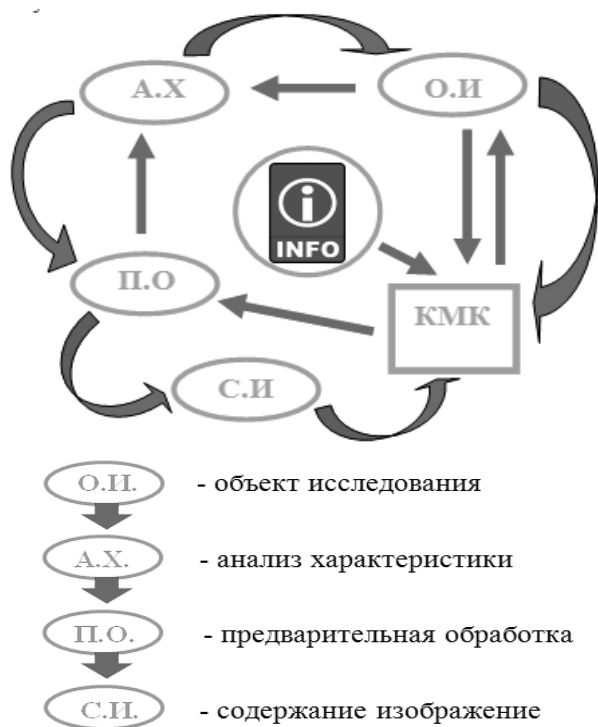 А.Х
О.И
INFO
П.О
КМК
С.И
О.И. - объект исследования
А.Х. - анализ характеристики
П.О. - предварительная обработка
С.И. - содержание изображение